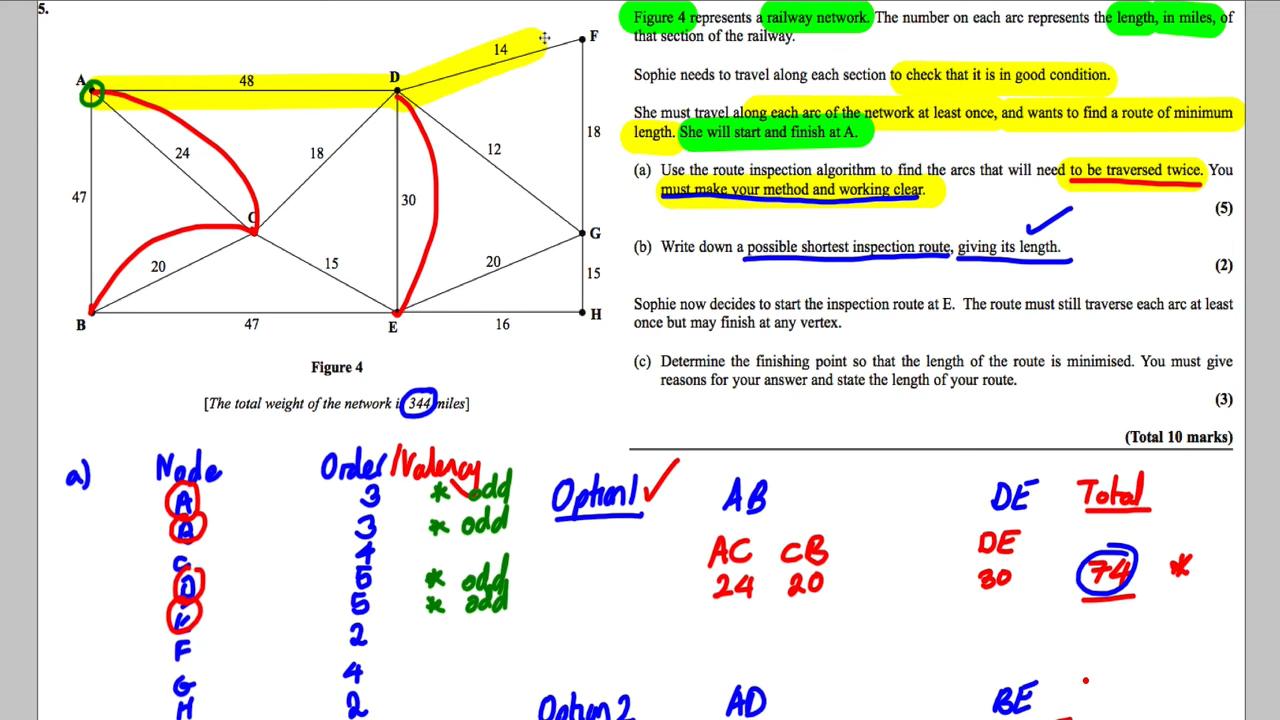 5.
Figure 4 represents a railway network. The number on each arc represents the length, in miles, of
that section of the railway.
Sophie needs to travel along each section to check that it is in good condition.
She must travel along each arc of the network at least once, and wants to find a route of minimum
length. She will start and finish at A.
(a) Use the route inspection algorithm to find the arcs that will need to be traversed twice. You
must make your method and working clear.
(5)
(b) Write down a possible shortest inspection route, giving its length.
(2)
Sophie now decides to start the inspection route at E. The route must still traverse each arc at least
once but may finish at any vertex.
(c) Determine the finishing point so that the length of the route is minimised. You must give
reasons for your answer and state the length of your route.
(3)
(Total 10 marks)
F
14
A 48 D
18
24 18 12
47 30
C G
20 15 20 15
B 47 E 16 H
Figure 4
[The total weight of the network i 344 miles]
a) Node Order/Valency
A 3 * odd
B 3 * odd
C 4
D 5 * odd
E 5 * odd
F 2
G 4
H 2
Option 1 AB DE Total
AC CB DE
24 20 30 74 *
Option 2 AD BE